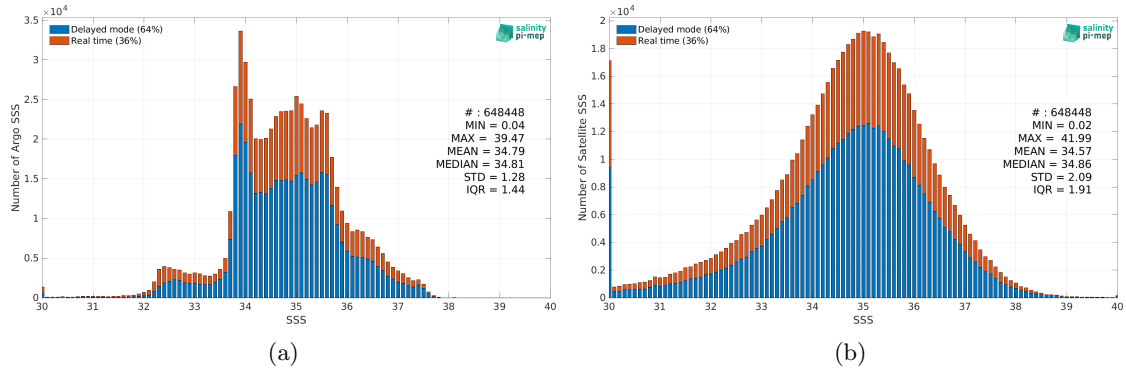 ×10⁴
3.5
3
2.5
2
1.5
1
0.5
0
Number of Argo SSS
Delayed mode (64%)
Real time (36%)
salinity
pi-mep
# : 648448
MIN = 0.04
MAX = 39.47
MEAN = 34.79
MEDIAN = 34.81
STD = 1.28
IQR = 1.44
30 31 32 33 34 35 36 37 38 39 40
SSS
(a)
×10⁴
2
1.8
1.6
1.4
1.2
1
0.8
0.6
0.4
0.2
0
Number of Satellite SSS
Delayed mode (64%)
Real time (36%)
salinity
pi-mep
# : 648448
MIN = 0.02
MAX = 41.99
MEAN = 34.57
MEDIAN = 34.86
STD = 2.09
IQR = 1.91
30 31 32 33 34 35 36 37 38 39 40
SSS
(b)